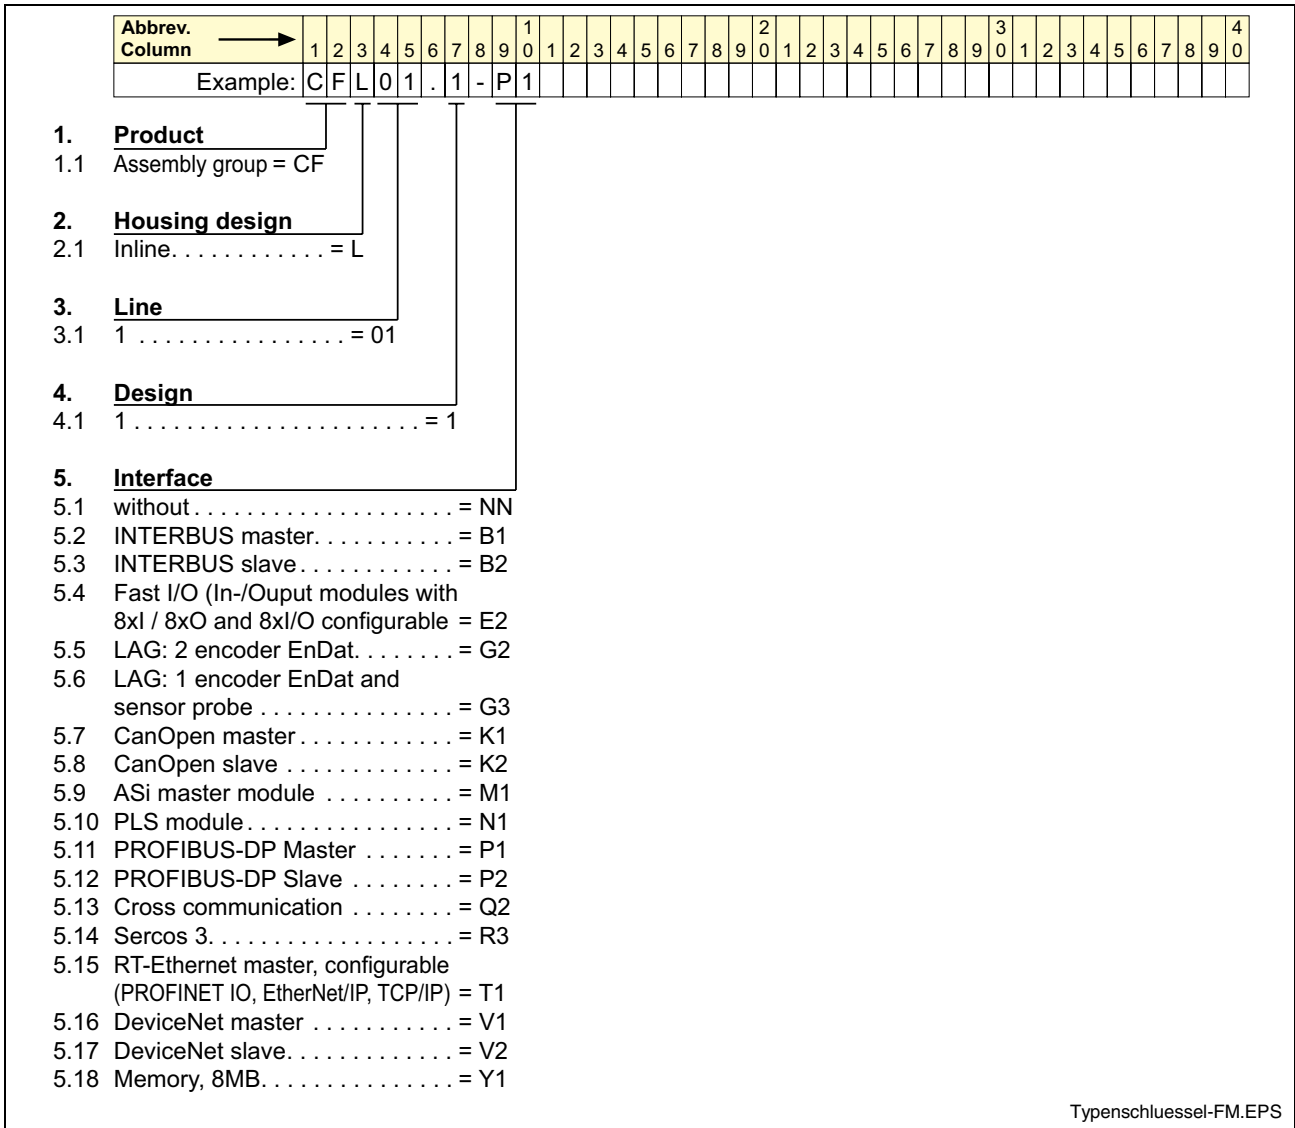 Abbrev. Column 1 2 3 4 5 6 7 8 9 10 1 2 3 4 5 6 7 8 9 20 1 2 3 4 5 6 7 8 9 30 1 2 3 4 5 6 7 8 9 40
Example: C F L 0 1 . 1 - P 1
1. Product
1.1 Assembly group = CF
2. Housing design
2.1 Inline. . . . . . . . . . . . = L
3. Line
3.1 1 . . . . . . . . . . . . . . . . = 01
4. Design
4.1 1 . . . . . . . . . . . . . . . . . . . . . . = 1
5. Interface
5.1 without . . . . . . . . . . . . . . . . . . . . = NN
5.2 INTERBUS master. . . . . . . . . . . = B1
5.3 INTERBUS slave . . . . . . . . . . . . = B2
5.4 Fast I/O (In-/Ouput modules with
8xI / 8xO and 8xI/O configurable = E2
5.5 LAG: 2 encoder EnDat. . . . . . . . = G2
5.6 LAG: 1 encoder EnDat and
sensor probe . . . . . . . . . . . . . . . = G3
5.7 CanOpen master . . . . . . . . . . . . = K1
5.8 CanOpen slave . . . . . . . . . . . . . = K2
5.9 ASi master module . . . . . . . . . . = M1
5.10 PLS module . . . . . . . . . . . . . . . . = N1
5.11 PROFIBUS-DP Master . . . . . . . = P1
5.12 PROFIBUS-DP Slave . . . . . . . . = P2
5.13 Cross communication . . . . . . . . = Q2
5.14 Sercos 3. . . . . . . . . . . . . . . . . . . = R3
5.15 RT-Ethernet master, configurable
(PROFINET IO, EtherNet/IP, TCP/IP) = T1
5.16 DeviceNet master . . . . . . . . . . . = V1
5.17 DeviceNet slave. . . . . . . . . . . . . = V2
5.18 Memory, 8MB. . . . . . . . . . . . . . . = Y1
Typenschluessel-FM.EPS